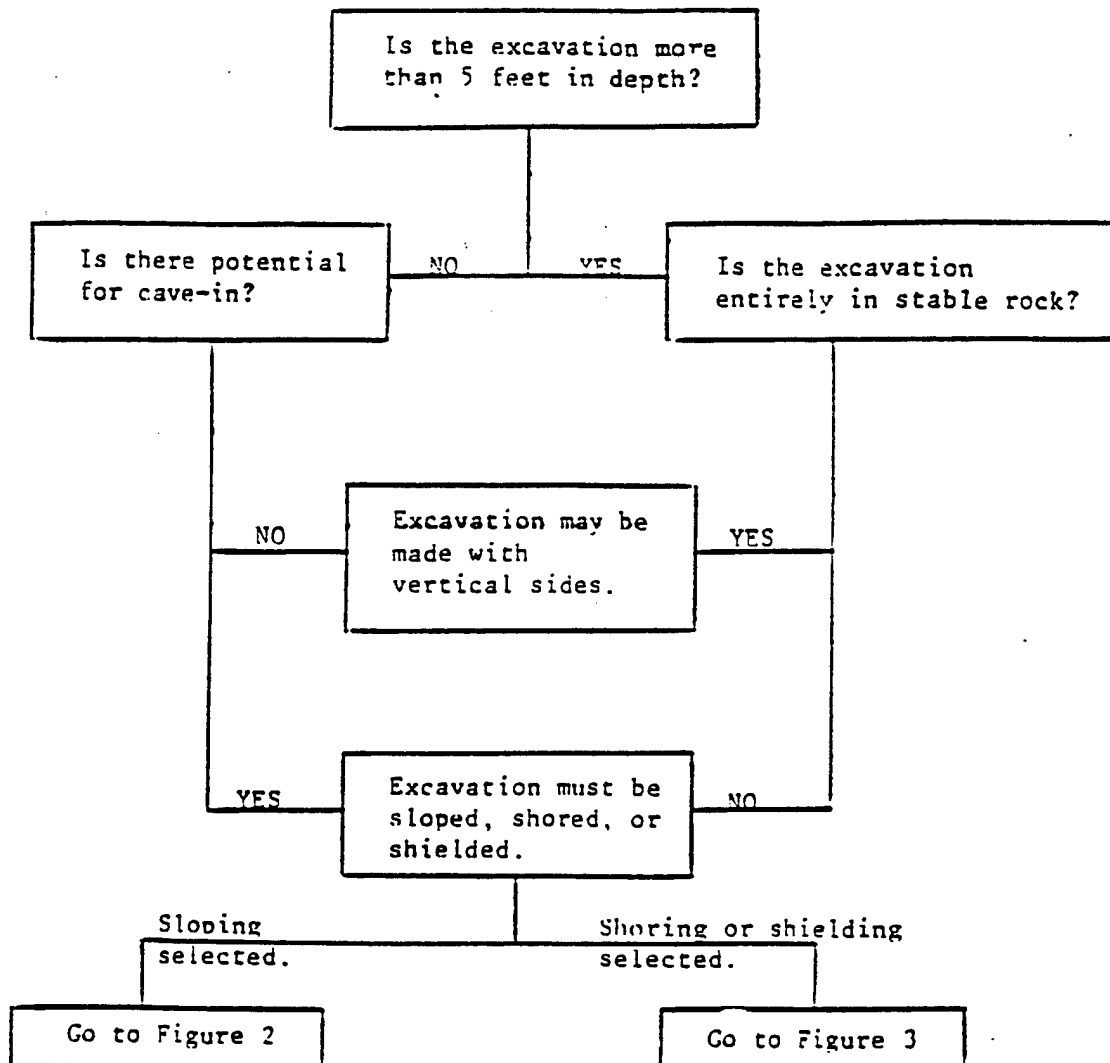 Is the excavation more
than 5 feet in depth?
NO
YES
Is there potential
for cave-in?
Is the excavation
entirely in stable rock?
NO
Excavation may be
made with
vertical sides.
YES
YES
Excavation must be
sloped, shored, or
shielded.
NO
Sloping
selected.
Shoring or shielding
selected.
Go to Figure 2
Go to Figure 3